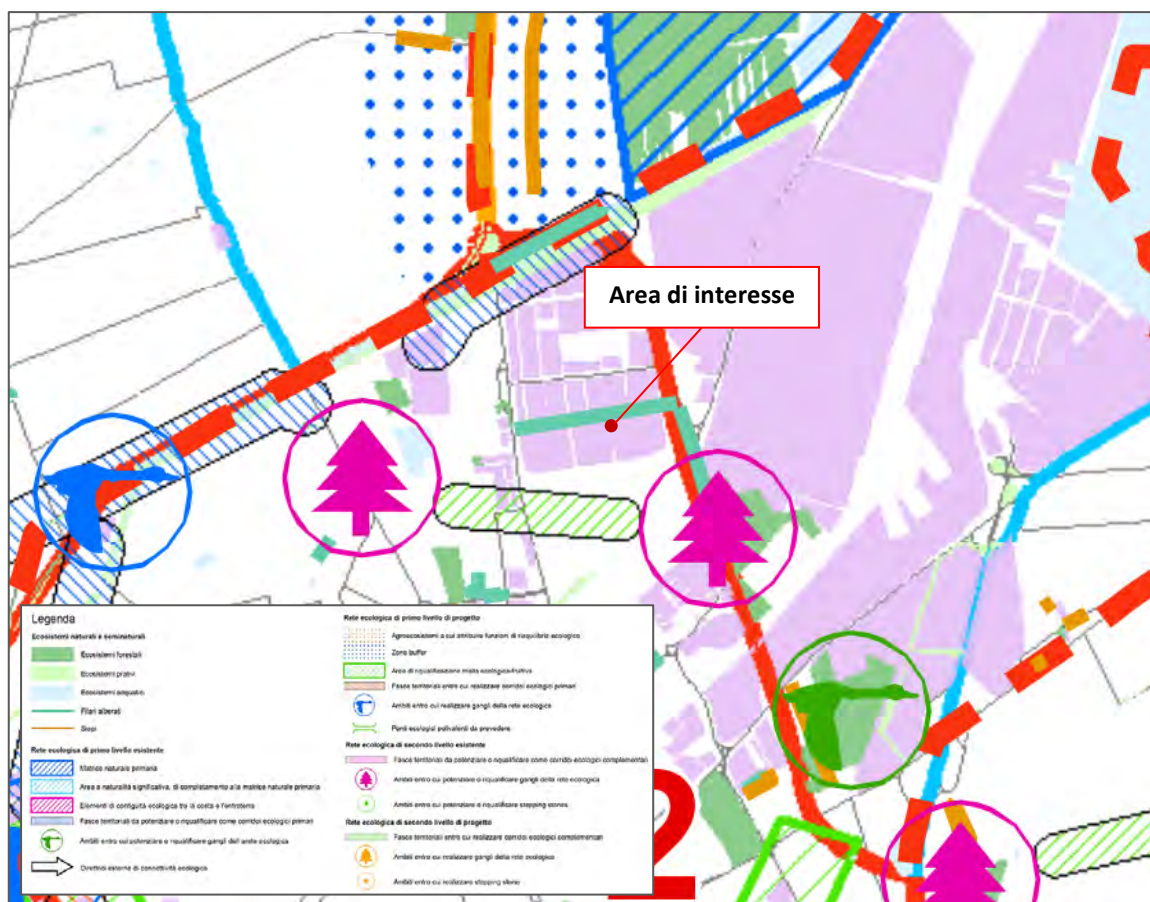 Area di interesse
2
Legenda
Ecosistemi naturali e seminaturali
Ecosistemi forestali
Ecosistemi prativi
Ecosistemi acquatici
Filari alberati
Siepi
Rete ecologica di primo livello esistente
Matrice naturale primaria
Area a naturalità significativa, di completamento alla matrice naturale primaria
Elementi di contiguità ecologica tra la costa e l'entroterra
Fasce territoriali da potenziare o riqualificare come corridoi ecologici primari
Ambiti entro cui potenziare o riqualificare gangli della rete ecologica
Direttrici esterne di connettività ecologica
Rete ecologica di primo livello di progetto
Agroecosistemi a cui attribuire funzioni di riequilibrio ecologico
Zone buffer
Area di riqualificazione mista ecologica-fruitiva
Fasce territoriali entro cui realizzare corridoi ecologici primari
Ambiti entro cui realizzare gangli della rete ecologica
Ponti ecologici polivalenti da prevedere
Rete ecologica di secondo livello esistente
Fasce territoriali da potenziare o riqualificare come corridoi ecologici complementari
Ambiti entro cui potenziare o riqualificare gangli della rete ecologica
Ambiti entro cui potenziare o riqualificare stepping stones
Rete ecologica di secondo livello di progetto
Fasce territoriali entro cui realizzare corridoi ecologici complementari
Ambiti entro cui realizzare gangli della rete ecologica
Ambiti entro cui realizzare stepping stone